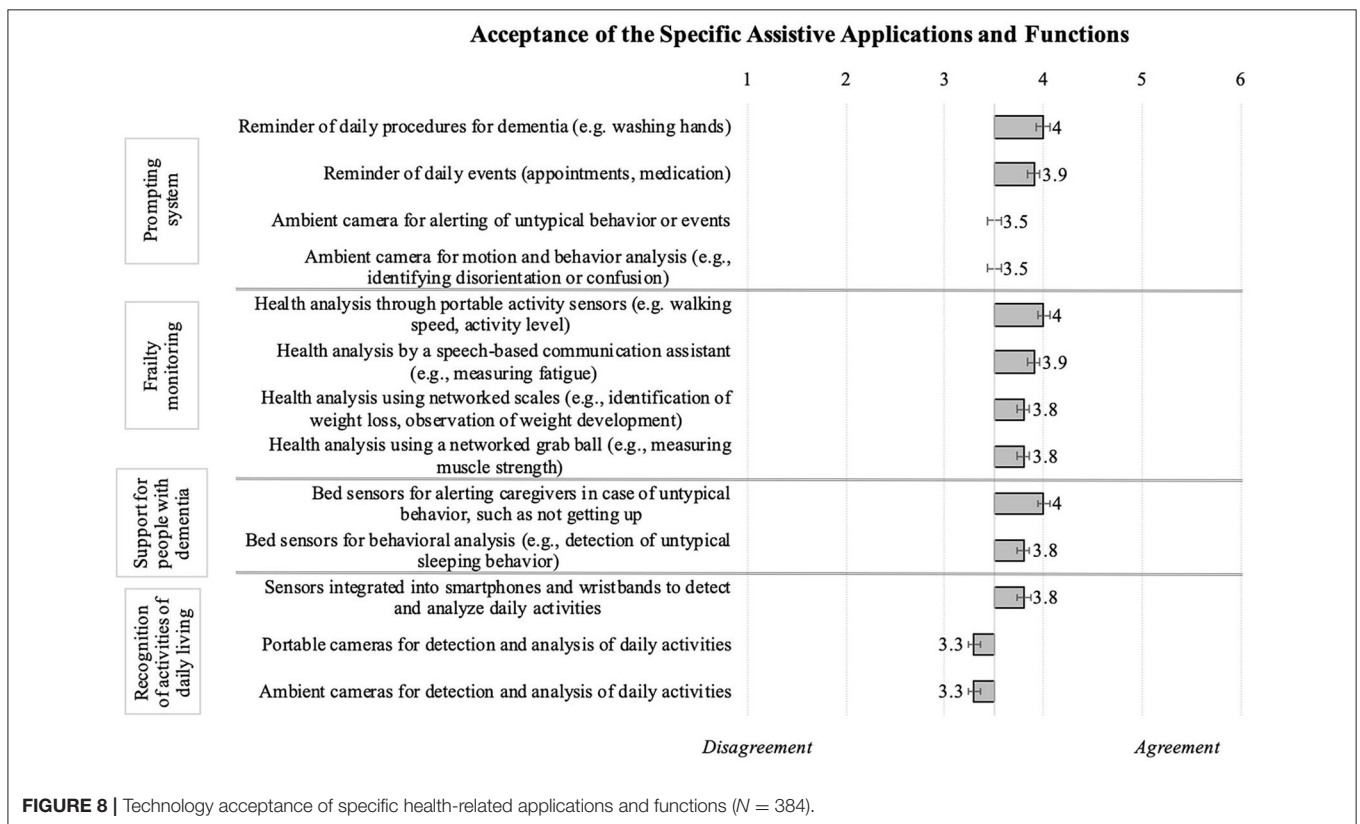 Acceptance of the Specific Assistive Applications and Functions
1 2 3 4 5 6
Prompting
system
Reminder of daily procedures for dementia (e.g. washing hands)
4
Reminder of daily events (appointments, medication)
3.9
Ambient camera for alerting of untypical behavior or events
3.5
Ambient camera for motion and behavior analysis (e.g.,
identifying disorientation or confusion)
3.5
Frailty
monitoring
Health analysis through portable activity sensors (e.g. walking
speed, activity level)
4
Health analysis by a speech-based communication assistant
(e.g., measuring fatigue)
3.9
Health analysis using networked scales (e.g., identification of
weight loss, observation of weight development)
3.8
Health analysis using a networked grab ball (e.g., measuring
muscle strength)
3.8
Support for
people with
dementia
Bed sensors for alerting caregivers in case of untypical
behavior, such as not getting up
4
Bed sensors for behavioral analysis (e.g., detection of untypical
sleeping behavior)
3.8
Recognition
of activities of
daily living
Sensors integrated into smartphones and wristbands to detect
and analyze daily activities
3.8
Portable cameras for detection and analysis of daily activities
3.3
Ambient cameras for detection and analysis of daily activities
3.3
Disagreement Agreement
FIGURE 8 | Technology acceptance of specific health-related applications and functions (N = 384).